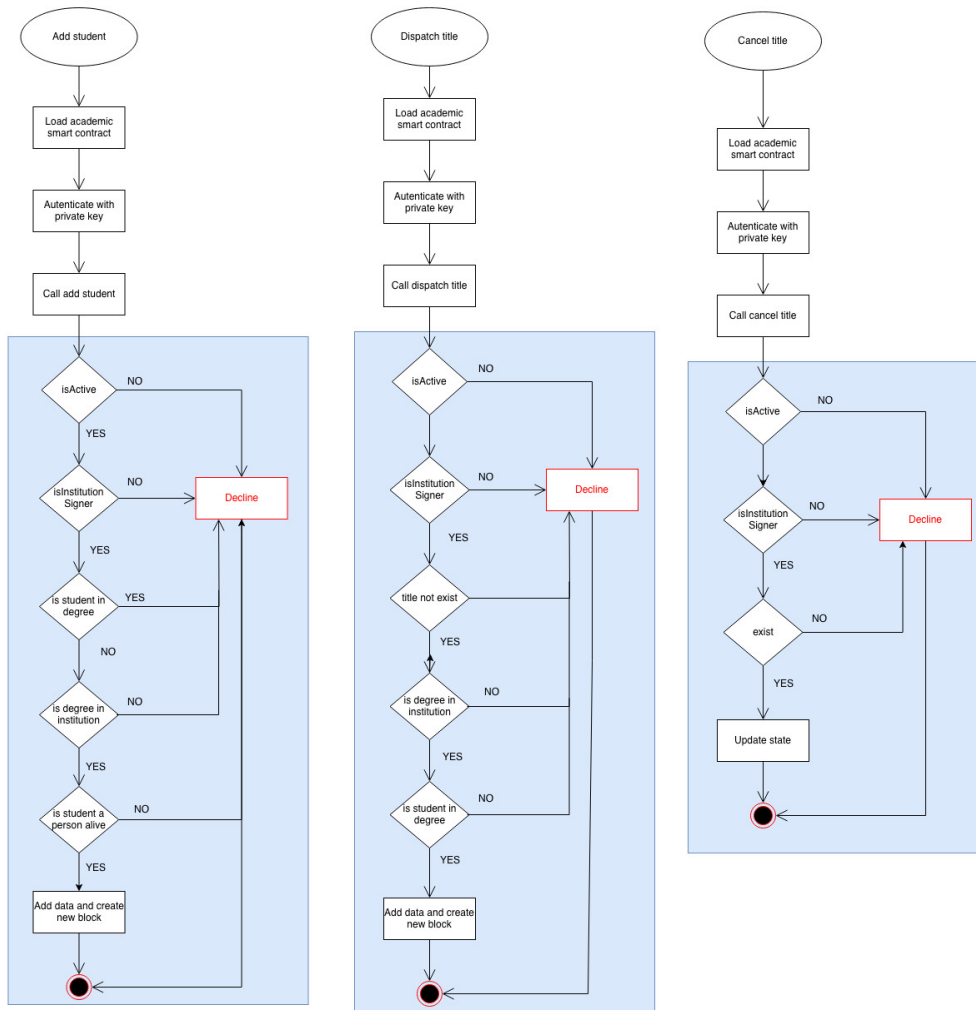 Add student
Load academic
smart contract
Autenticate with
private key
Call add student
isActive
NO
YES
isInstitution
Signer
NO
Decline
YES
is student in
degree
YES
NO
is degree in
institution
NO
YES
is student a
person alive
NO
YES
Add data and create
new block
Dispatch title
Load academic
smart contract
Autenticate with
private key
Call dispatch title
isActive
NO
isInstitution
Signer
NO
Decline
YES
title not exist
YES
is degree in
institution
NO
YES
is student in
degree
NO
YES
Add data and create
new block
Cancel title
Load academic
smart contract
Autenticate with
private key
Call cancel title
isActive
NO
isInstitution
Signer
NO
Decline
YES
exist
NO
YES
Update state